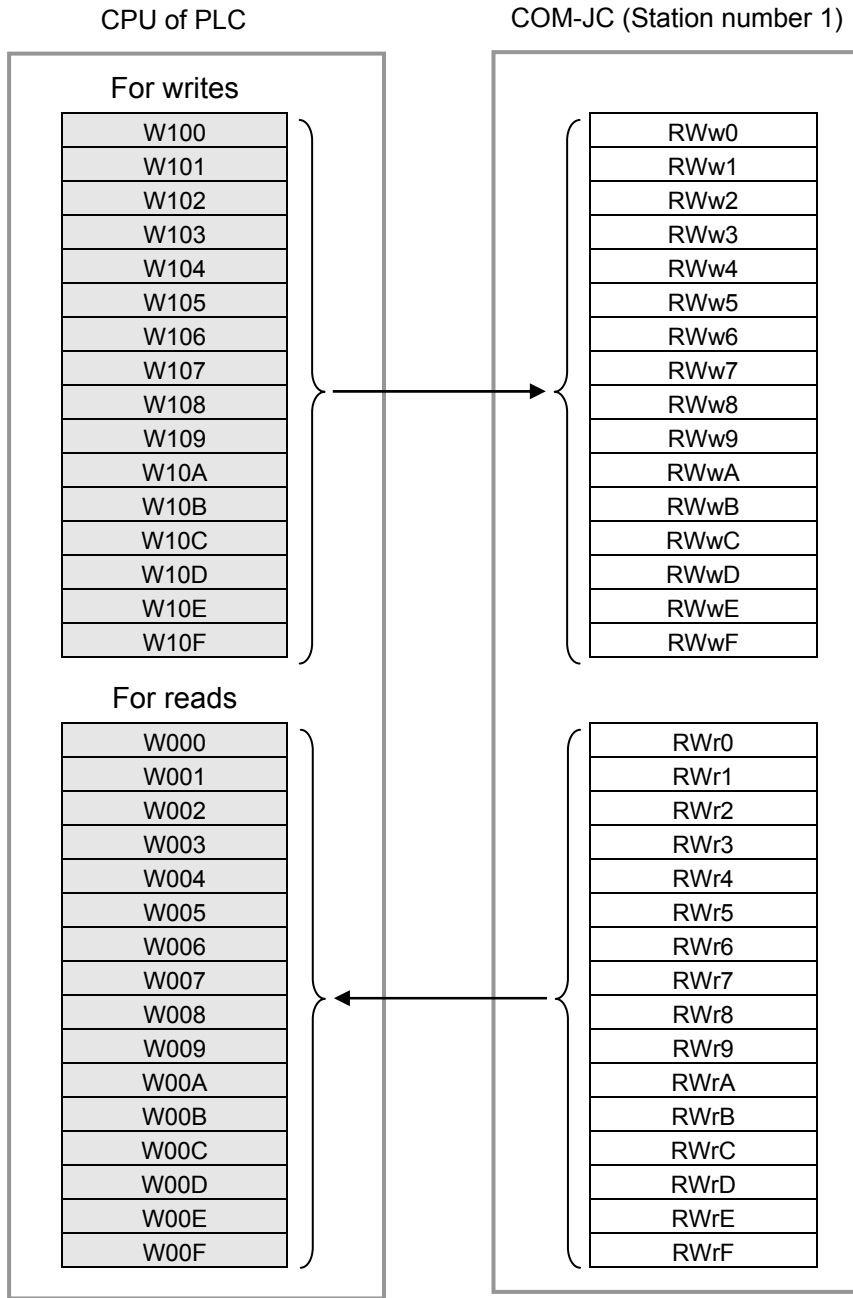 CPU of PLC COM-JC (Station number 1)
For writes
W100 RWw0
W101 RWw1
W102 RWw2
W103 RWw3
W104 RWw4
W105 RWw5
W106 RWw6
W107 RWw7
W108 RWw8
W109 RWw9
W10A RWwA
W10B RWwB
W10C RWwC
W10D RWwD
W10E RWwE
W10F RWwF
For reads
W000 RWr0
W001 RWr1
W002 RWr2
W003 RWr3
W004 RWr4
W005 RWr5
W006 RWr6
W007 RWr7
W008 RWr8
W009 RWr9
W00A RWrA
W00B RWrB
W00C RWrC
W00D RWrD
W00E RWrE
W00F RWrF